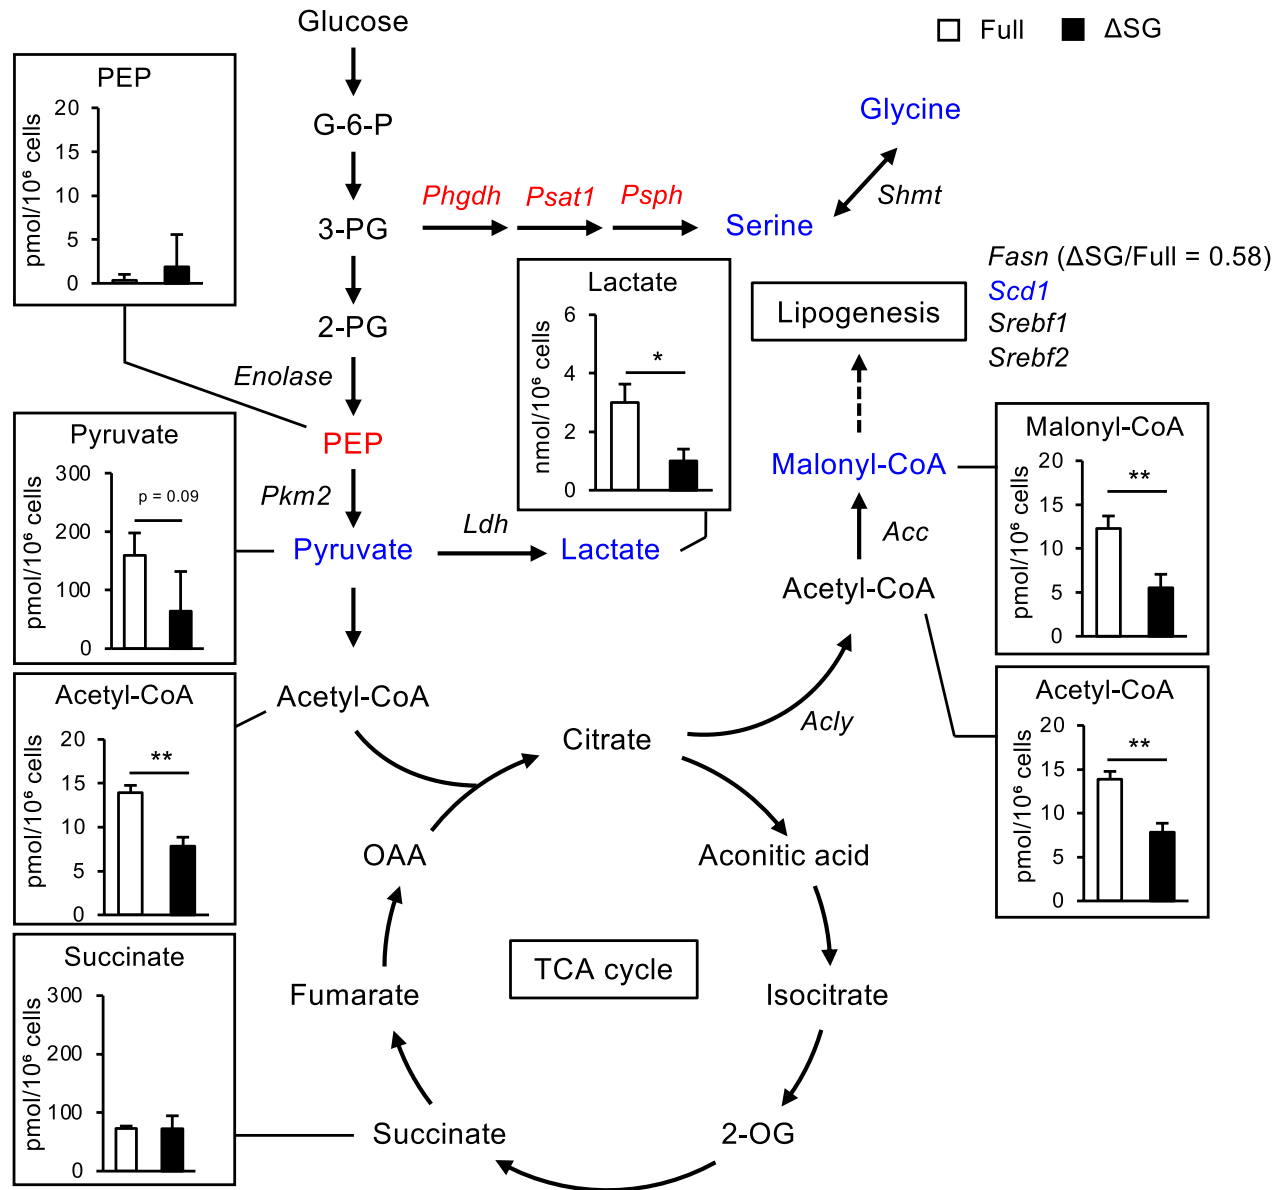 Glucose
Full
ΔSG
PEP
20
15
10
5
0
pmol/10⁶ cells
G-6-P
Glycine
Phgdh
Psat1
Psph
Shmt
3-PG
Serine
Fasn (ΔSG/Full = 0.58)
Scd1
Srebf1
Srebf2
Lipogenesis
Lactate
6
4
2
0
nmol/10⁶ cells
*
2-PG
Enolase
PEP
Pkm2
Pyruvate
300
200
100
0
pmol/10⁶ cells
p = 0.09
Pyruvate
Ldh
Lactate
Malonyl-CoA
Malonyl-CoA
20
15
10
5
0
pmol/10⁶ cells
**
Acc
Acetyl-CoA
Acetyl-CoA
20
15
10
5
0
pmol/10⁶ cells
**
Acetyl-CoA
20
15
10
5
0
pmol/10⁶ cells
**
Acetyl-CoA
Citrate
Acly
OAA
Aconitic acid
TCA cycle
Fumarate
Isocitrate
Succinate
300
200
100
0
pmol/10⁶ cells
Succinate
2-OG